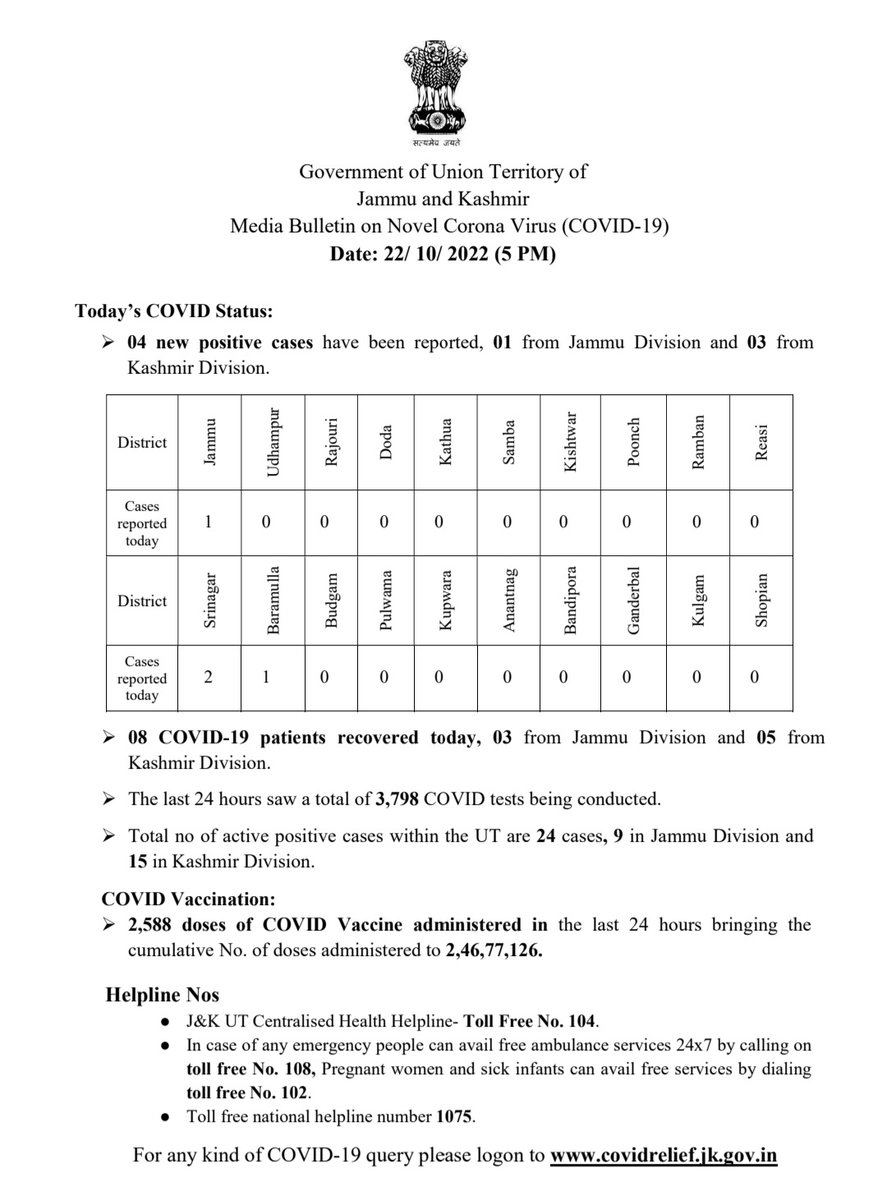 सत्यमेव जयते
Government of Union Territory of
Jammu and Kashmir
Media Bulletin on Novel Corona Virus (COVID-19)
Date: 22/ 10/ 2022 (5 PM)
Today’s COVID Status:
➢ 04 new positive cases have been reported, 01 from Jammu Division and 03 from
Kashmir Division.
District Jammu Udhampur Rajouri Doda Kathua Samba Kishtwar Poonch Ramban Reasi
Cases
reported
today 1 0 0 0 0 0 0 0 0 0
District Srinagar Baramulla Budgam Pulwama Kupwara Anantnag Bandipora Ganderbal Kulgam Shopian
Cases
reported
today 2 1 0 0 0 0 0 0 0 0
➢ 08 COVID-19 patients recovered today, 03 from Jammu Division and 05 from
Kashmir Division.
➢ The last 24 hours saw a total of 3,798 COVID tests being conducted.
➢ Total no of active positive cases within the UT are 24 cases, 9 in Jammu Division and
15 in Kashmir Division.
COVID Vaccination:
➢ 2,588 doses of COVID Vaccine administered in the last 24 hours bringing the
cumulative No. of doses administered to 2,46,77,126.
Helpline Nos
● J&K UT Centralised Health Helpline- Toll Free No. 104.
● In case of any emergency people can avail free ambulance services 24x7 by calling on
toll free No. 108, Pregnant women and sick infants can avail free services by dialing
toll free No. 102.
● Toll free national helpline number 1075.
For any kind of COVID-19 query please logon to www.covidrelief.jk.gov.in